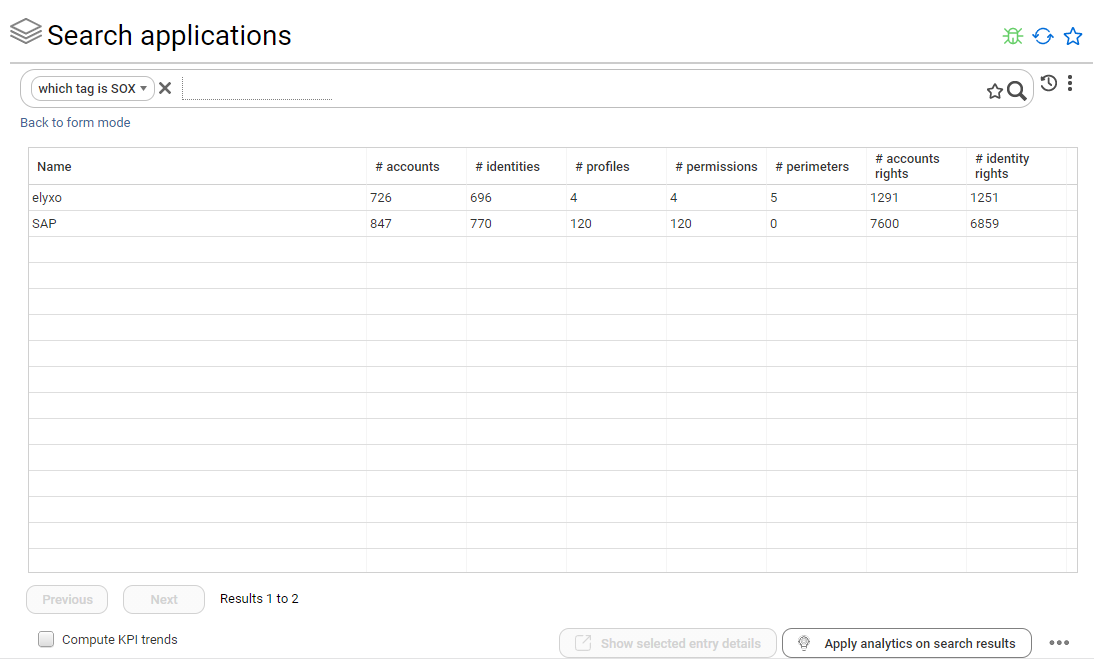 Search applications
which tag is SOX
Back to form mode
Name # accounts # identities # profiles # permissions # perimeters # accounts rights # identity rights
elyxo 726 696 4 4 5 1291 1251
SAP 847 770 120 120 0 7600 6859
Previous Next Results 1 to 2
Compute KPI trends
Show selected entry details Apply analytics on search results